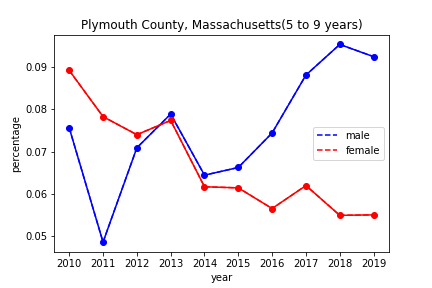 Plymouth County, Massachusetts(5 to 9 years)
percentage
0.09
0.08
0.07
0.06
0.05
male
female
2010 2011 2012 2013 2014 2015 2016 2017 2018 2019
year